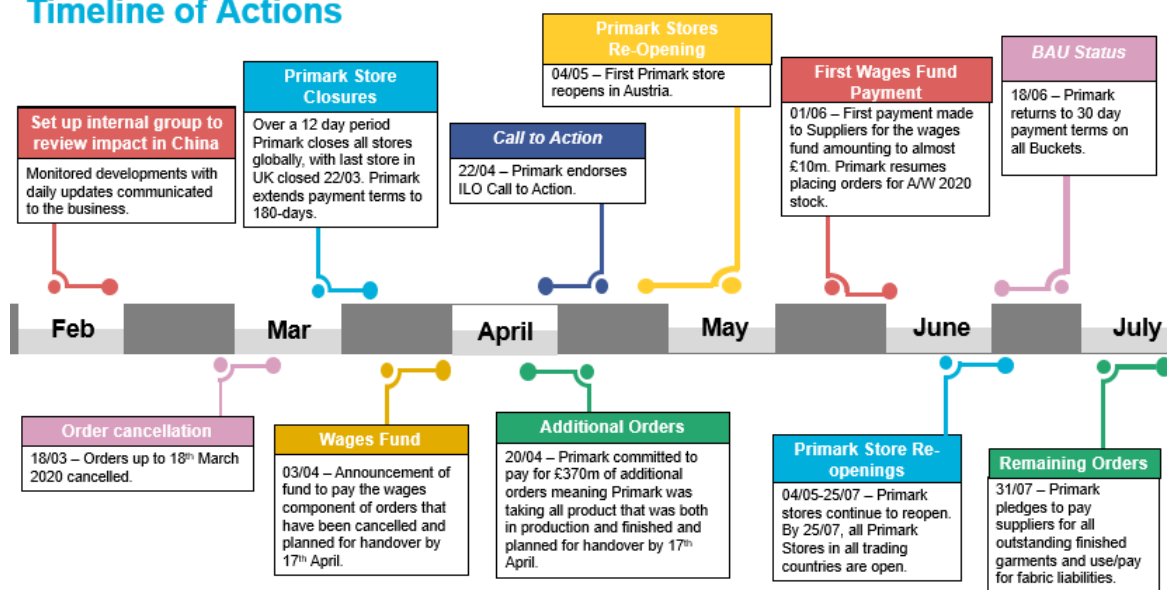 Timeline of Actions
Set up internal group to
review impact in China
Monitored developments with
daily updates communicated
to the business.
Primark Store
Closures
Over a 12 day period
Primark closes all stores
globally, with last store in
UK closed 22/03. Primark
extends payment terms to
180-days.
Call to Action
22/04 – Primark endorses
ILO Call to Action.
Primark Stores
Re-Opening
04/05 – First Primark store
reopens in Austria.
First Wages Fund
Payment
01/06 – First payment made
to Suppliers for the wages
fund amounting to almost
£10m. Primark resumes
placing orders for A/W 2020
stock.
BAU Status
18/06 – Primark
returns to 30 day
payment terms on
all Buckets.
Feb
Mar
April
May
June
July
Order cancellation
18/03 – Orders up to 18th March
2020 cancelled.
Wages Fund
03/04 – Announcement of
fund to pay the wages
component of orders that
have been cancelled and
planned for handover by
17th April.
Additional Orders
20/04 – Primark committed to
pay for £370m of additional
orders meaning Primark was
taking all product that was both
in production and finished and
planned for handover by 17th
April.
Primark Store Re-
openings
04/05-25/07 – Primark
stores continue to reopen.
By 25/07, all Primark
Stores in all trading
countries are open.
Remaining Orders
31/07 – Primark
pledges to pay
suppliers for all
outstanding finished
garments and use/pay
for fabric liabilities.